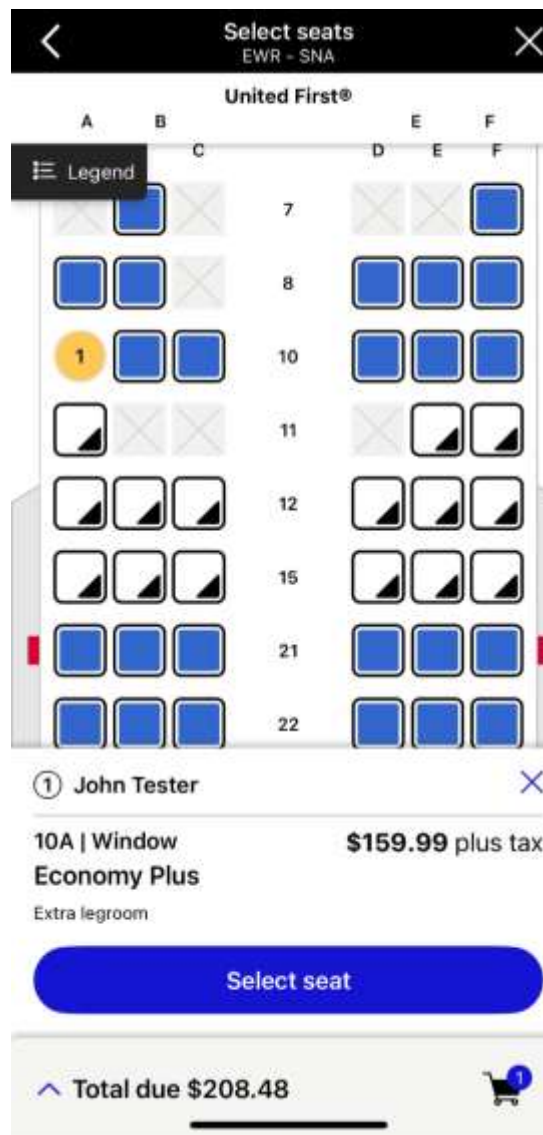 Select seats
EWR - SNA
United First®
A B E F
Legend
C D E F
7
8
1 10
11
12
15
21
22
1 John Tester
10A | Window $159.99 plus tax
Economy Plus
Extra legroom
Select seat
Total due $208.48 1